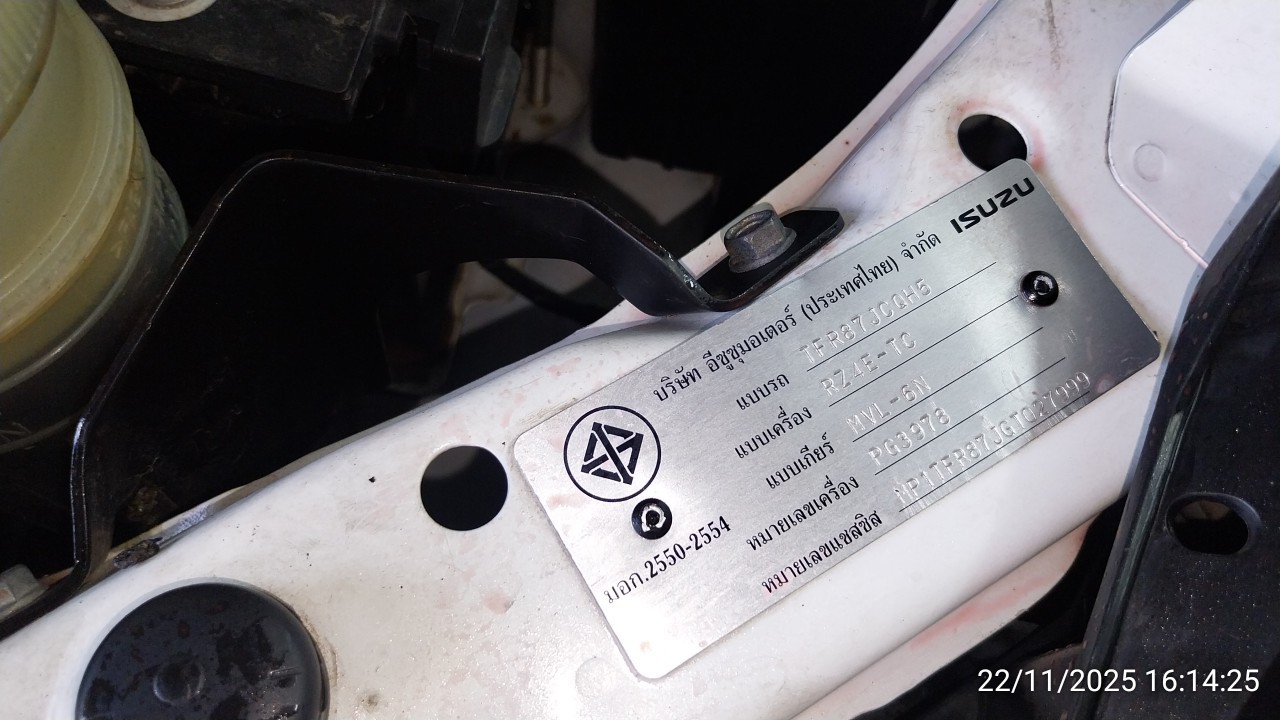 ISUZU
บริษัท อีซูซุมอเตอร์ (ประเทศไทย) จำกัด
แบบรถ TFR87JCQH5
แบบเครื่อง RZ4E-TC
แบบเกียร์ MVL-6N
หมายเลขเครื่อง PG3978
หมายเลขแชสซิส MP1TFR87JGT027999
มอก.2550-2554
22/11/2025 16:14:25